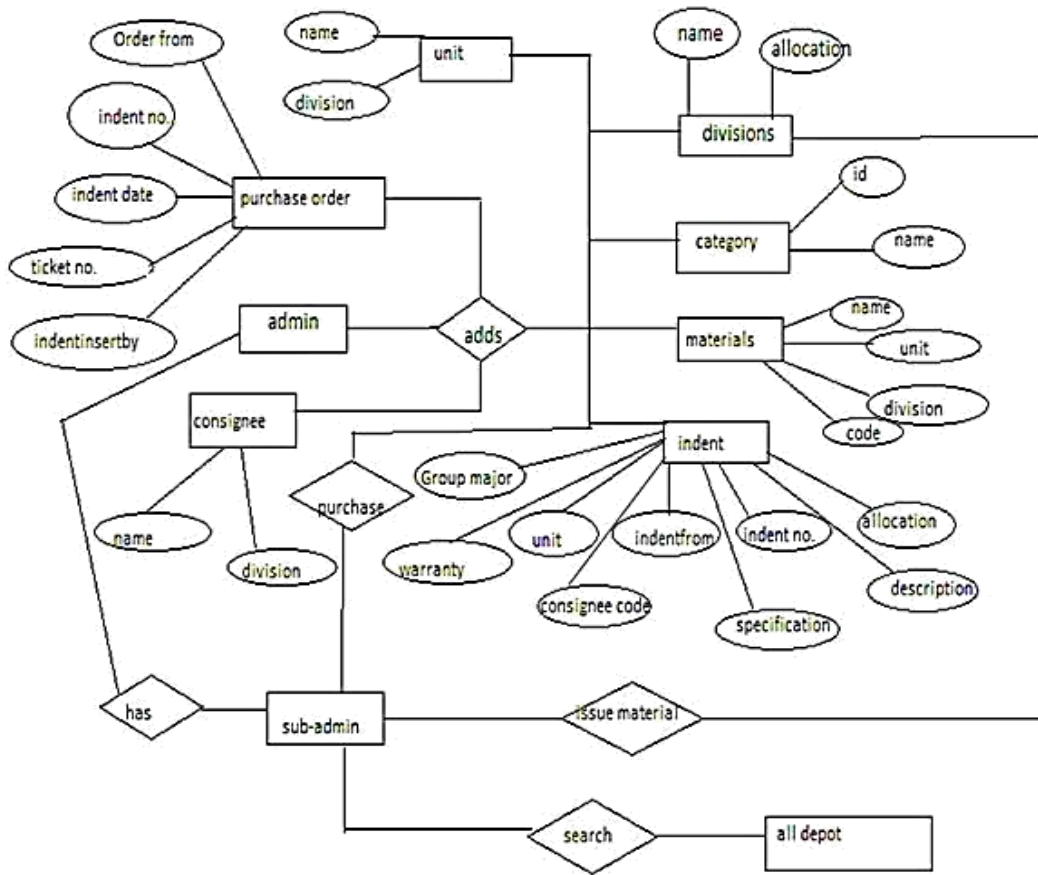 Order from
name
unit
name
allocation
division
divisions
indent no.
id
indent date
purchase order
category
name
ticket no.
name
admin
adds
materials
unit
indentinsertby
division
consignee
code
indent
Group major
purchase
allocation
unit
indentfrom
indent no.
name
division
warranty
description
consignee code
specification
has
issue material
sub-admin
search
all depot